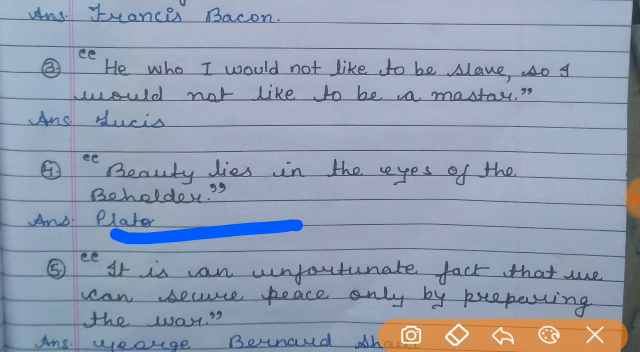 Ans. Francis Bacon.
③ "He who I would not like to be slave, so I
would not like to be a mastar."
Ans Lucis
④ "Beauty lies in the eyes of the
Beholder."
Ans. Plato
⑤ "It is an unfortunate fact that we
can secure peace only by preparing
the war."
Ans. George Bernard Shaw